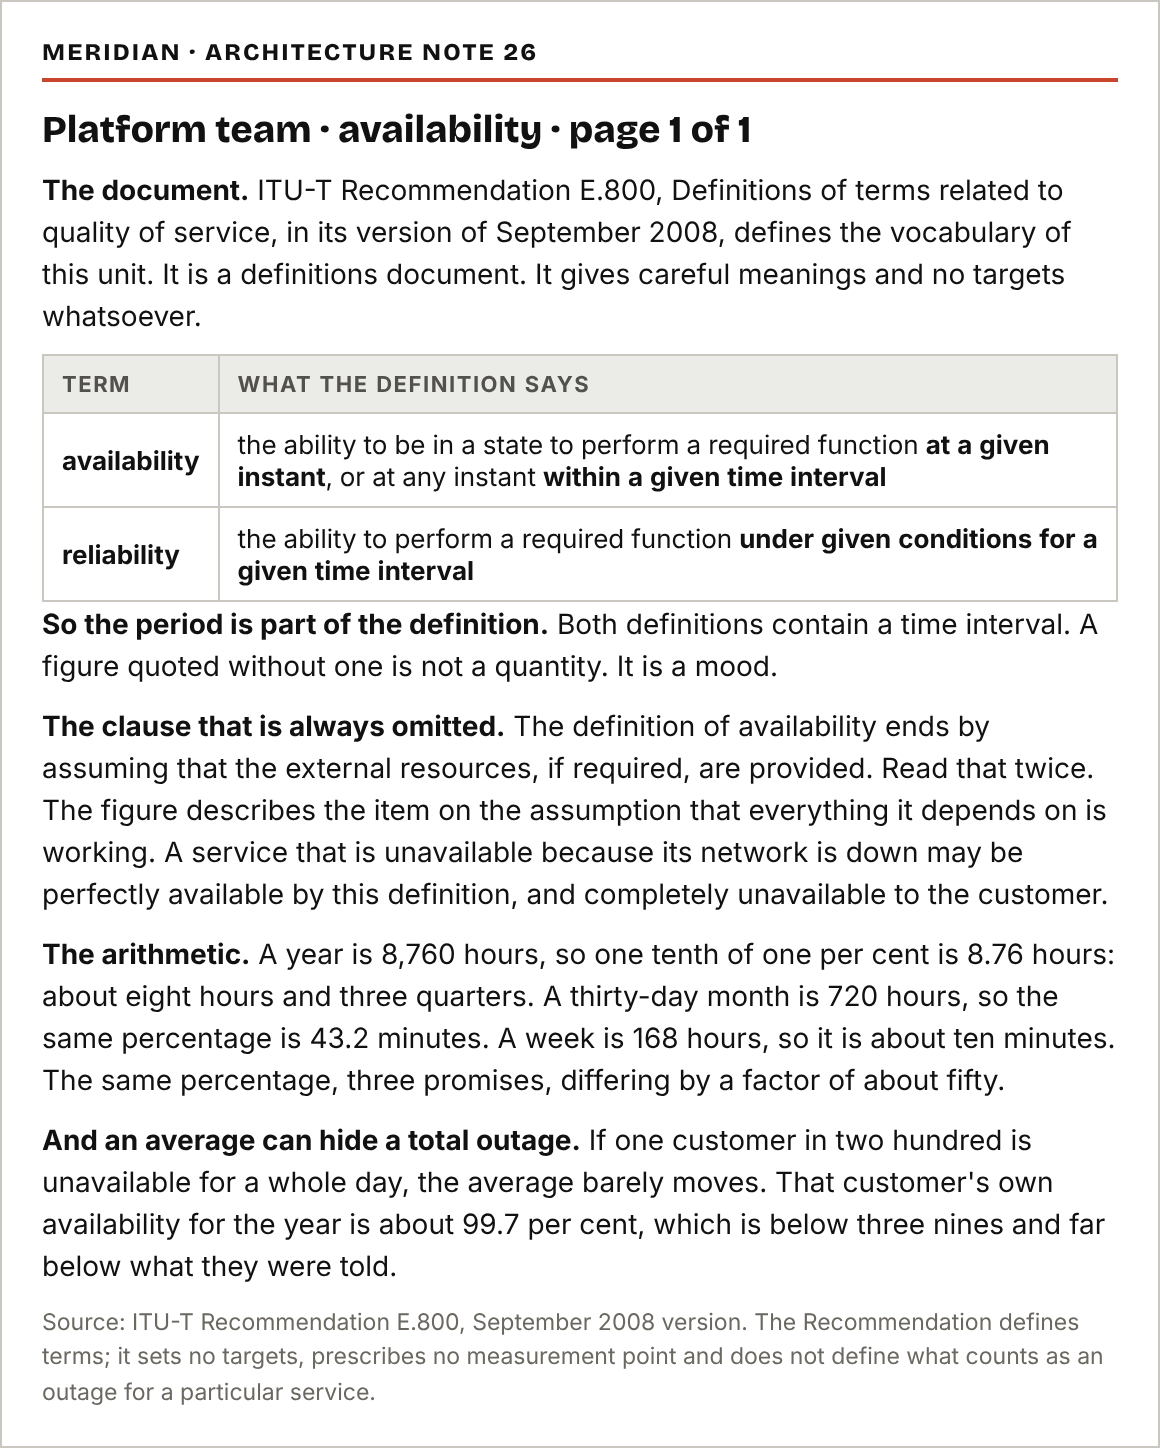 MERIDIAN · ARCHITECTURE NOTE 26
Platform team · availability · page 1 of 1
The document. ITU-T Recommendation E.800, Definitions of terms related to
quality of service, in its version of September 2008, defines the vocabulary of
this unit. It is a definitions document. It gives careful meanings and no targets
whatsoever.
TERM WHAT THE DEFINITION SAYS
availability the ability to be in a state to perform a required function at a given
instant, or at any instant within a given time interval
reliability the ability to perform a required function under given conditions for a
given time interval
So the period is part of the definition. Both definitions contain a time interval. A
figure quoted without one is not a quantity. It is a mood.
The clause that is always omitted. The definition of availability ends by
assuming that the external resources, if required, are provided. Read that twice.
The figure describes the item on the assumption that everything it depends on is
working. A service that is unavailable because its network is down may be
perfectly available by this definition, and completely unavailable to the customer.
The arithmetic. A year is 8,760 hours, so one tenth of one per cent is 8.76 hours:
about eight hours and three quarters. A thirty-day month is 720 hours, so the
same percentage is 43.2 minutes. A week is 168 hours, so it is about ten minutes.
The same percentage, three promises, differing by a factor of about fifty.
And an average can hide a total outage. If one customer in two hundred is
unavailable for a whole day, the average barely moves. That customer's own
availability for the year is about 99.7 per cent, which is below three nines and far
below what they were told.
Source: ITU-T Recommendation E.800, September 2008 version. The Recommendation defines
terms; it sets no targets, prescribes no measurement point and does not define what counts as an
outage for a particular service.